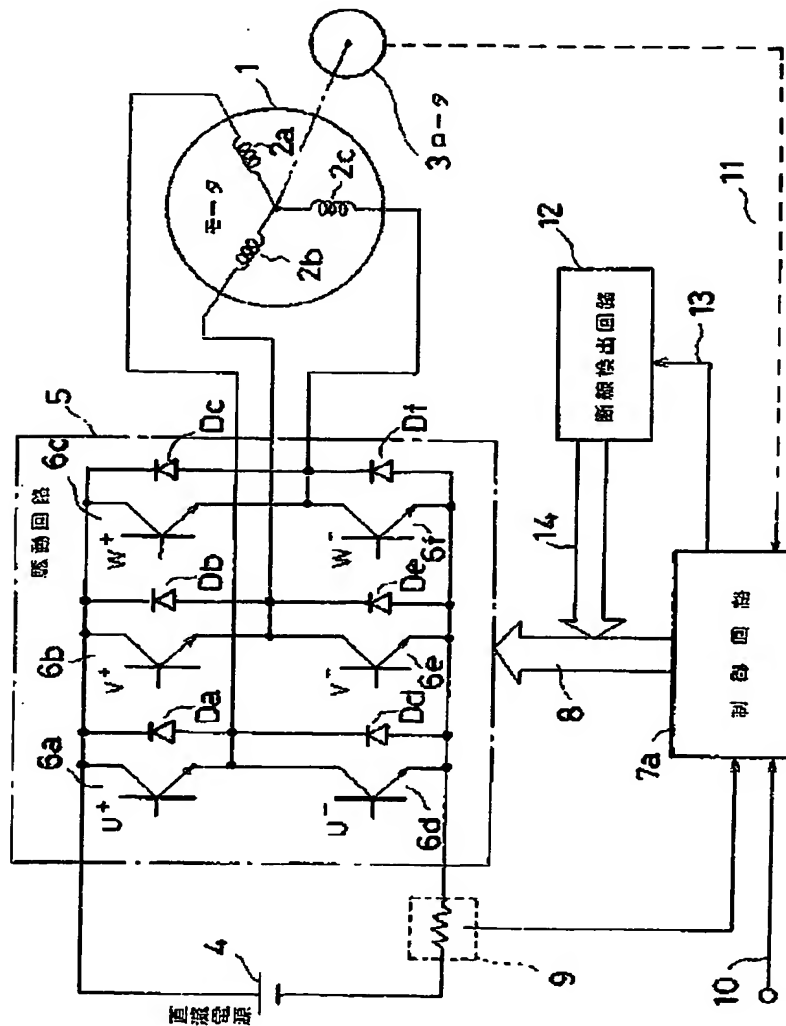 1
モータ
2a
2b
2c
3 ロータ
11
12
断線検出回路
13
14
5
駆動回路
6c
Dc
W+
Df
W-
6f
6b
Db
V+
De
V-
6e
6a
Da
U+
Dd
U-
6d
8
制御回路
7a
4
直流電源
9
10